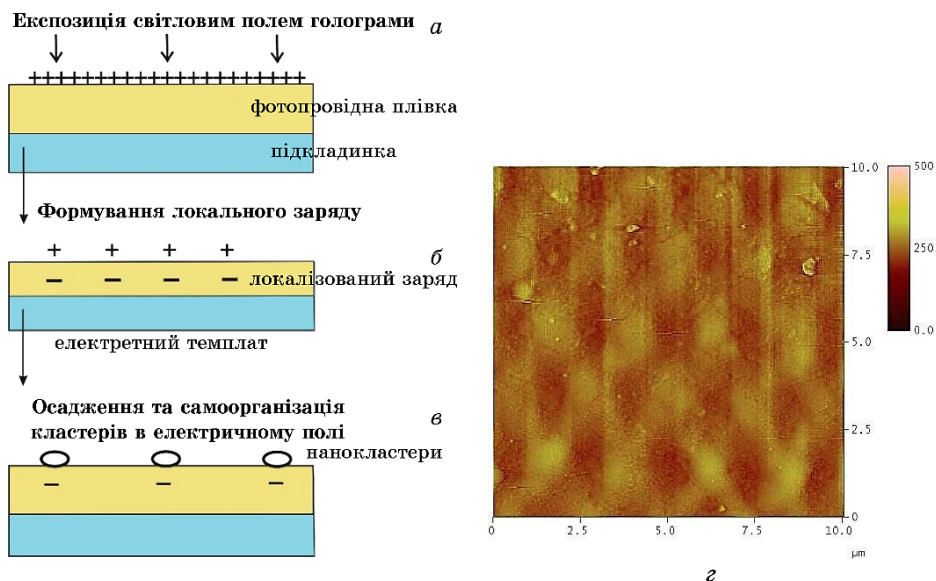 Експозиція світловим полем голограми
а
+++++++++++++++++++++
фотопровідна плівка
підкладинка
Формування локального заряду
+ + + +
б
− − − − локалізований заряд
електретний темплат
Осадження та самоорганізація
кластерів в електричному полі
в
нанокластери
− − −
10.0
7.5
5.0
2.5
0
0 2.5 5.0 7.5 10.0
µm
500
250
0.0
г